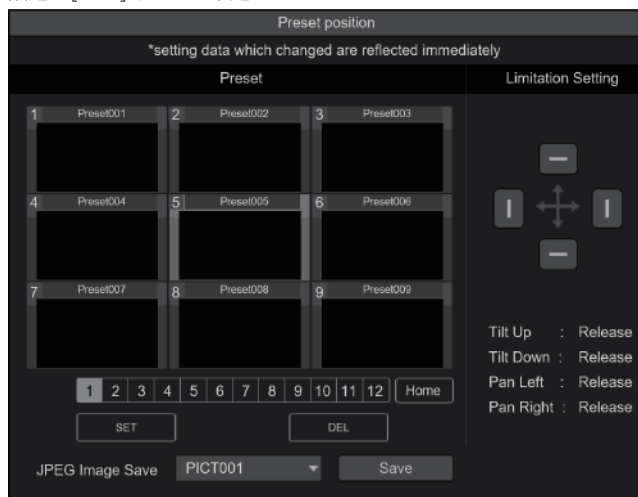 Preset position
*setting data which changed are reflected immediately
Preset
Limitation Setting
1 Preset001 2 Preset002 3 Preset003
4 Preset004 5 Preset005 6 Preset006
7 Preset007 8 Preset008 9 Preset009
1 2 3 4 5 6 7 8 9 10 11 12 Home
SET DEL
JPEG Image Save PICT001 Save
Tilt Up : Release
Tilt Down : Release
Pan Left : Release
Pan Right : Release